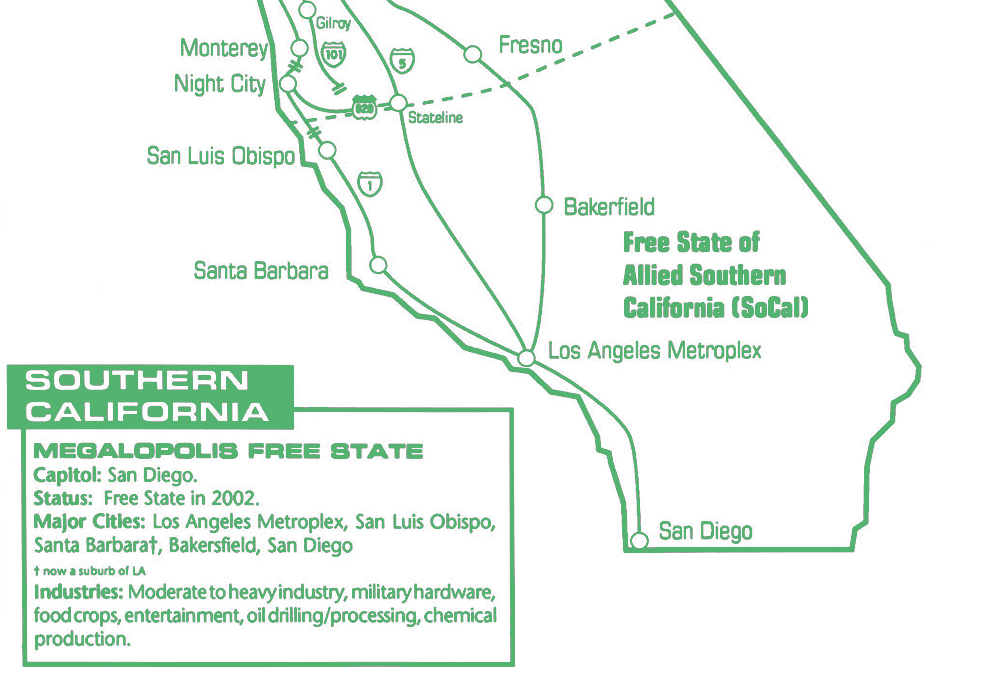 Gilroy
Monterey
101
5
Fresno
Night City
828
Stateline
San Luis Obispo
1
Bakerfield
Free State of
Allied Southern
California (SoCal)
Santa Barbara
Los Angeles Metroplex
San Diego
SOUTHERN
CALIFORNIA
MEGALOPOLIS FREE STATE
Capitol: San Diego.
Status: Free State in 2002.
Major Cities: Los Angeles Metroplex, San Luis Obispo,
Santa Barbara†, Bakersfield, San Diego
† now a suburb of LA
Industries: Moderate to heavy industry, military hardware,
food crops, entertainment, oil drilling/processing, chemical
production.